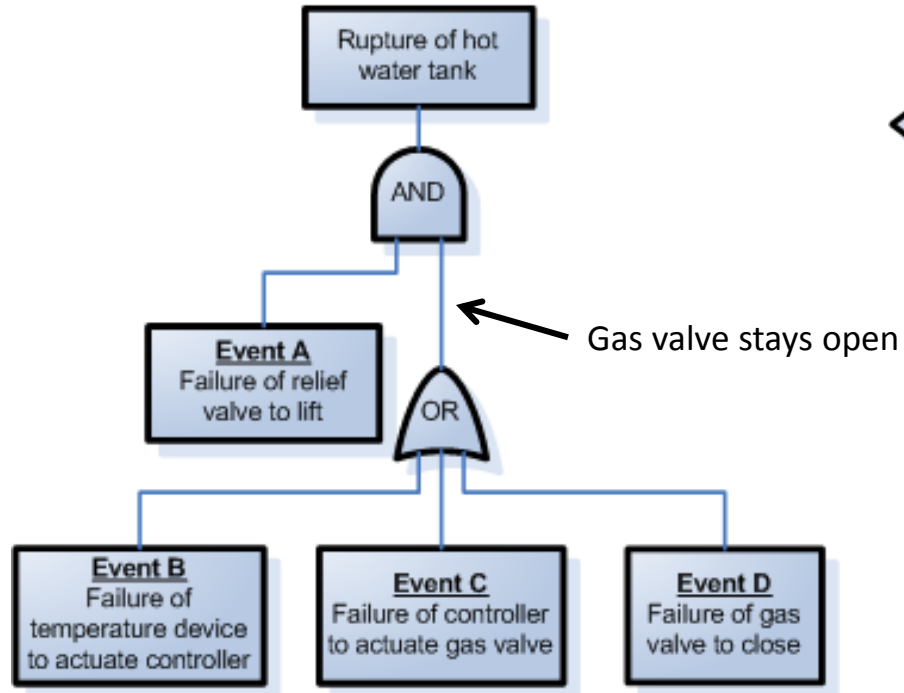 Rupture of hot
water tank
AND
Gas valve stays open
Event A
Failure of relief
valve to lift
OR
Event B
Failure of
temperature device
to actuate controller
Event C
Failure of controller
to actuate gas valve
Event D
Failure of gas
valve to close